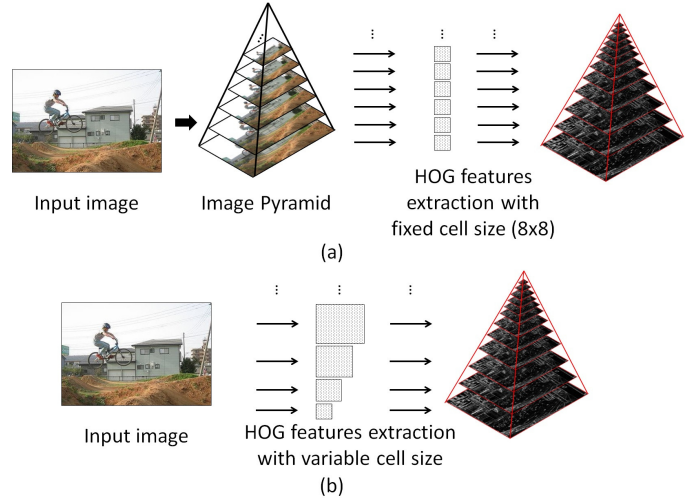 Input image
Image Pyramid
HOG features
extraction with
fixed cell size (8x8)
(a)
Input image
HOG features extraction
with variable cell size
(b)